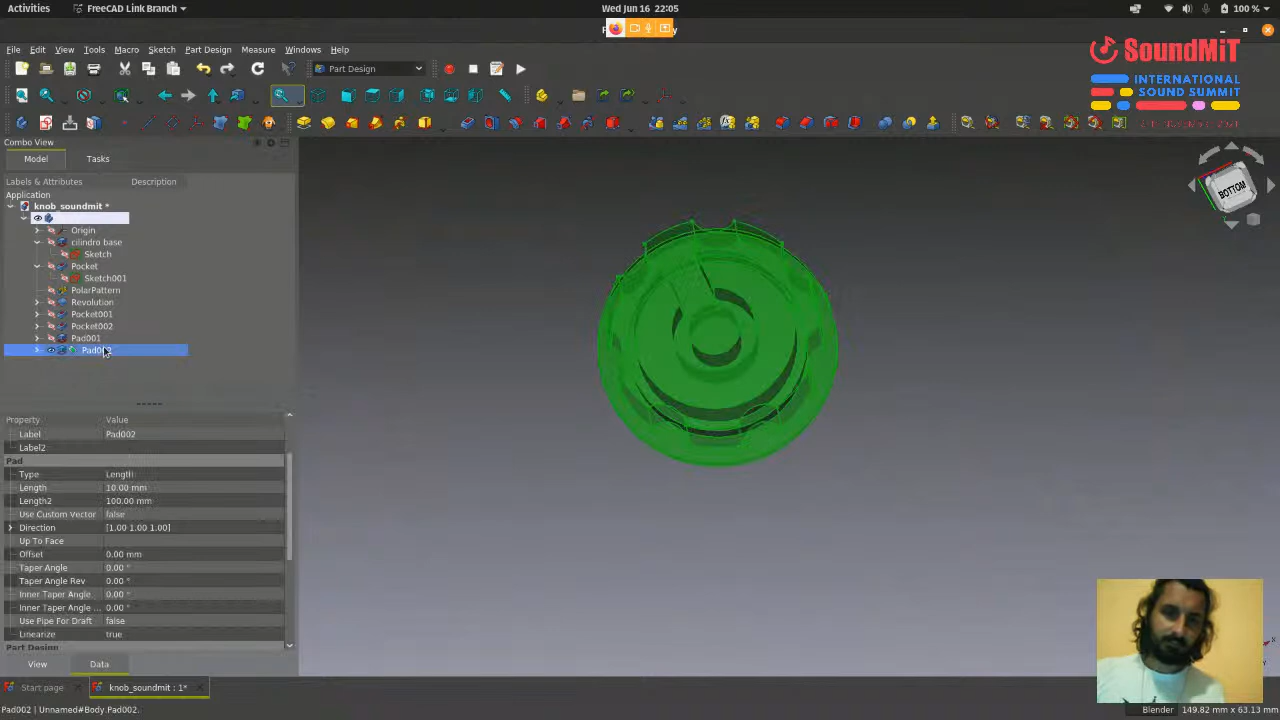 Activities
FreeCAD Link Branch
Wed Jun 16 22:05
100 %
File Edit View Tools Macro Sketch Part Design Measure Windows Help
Part Design
SoundMiT
INTERNATIONAL
SOUND SUMMIT
Combo View
Model Tasks
Labels & Attributes Description
Application
knob_soundmit *
Origin
cilindro base
Sketch
Pocket
Sketch001
PolarPattern
Revolution
Pocket001
Pocket002
Pad001
Pad002
BOTTOM
Property Value
Label Pad002
Label2
Pad
Type Length
Length 10.00 mm
Length2 100.00 mm
Use Custom Vector false
Direction [1.00 1.00 1.00]
Up To Face
Offset 0.00 mm
Taper Angle 0.00 °
Taper Angle Rev 0.00 °
Inner Taper Angle 0.00 °
Inner Taper Angle ... 0.00 °
Use Pipe For Draft false
Linearize true
Part Design
View Data
Start page
knob_soundmit : 1*
Pad002 | Unnamed#Body.Pad002.
Blender 149.82 mm x 63.13 mm